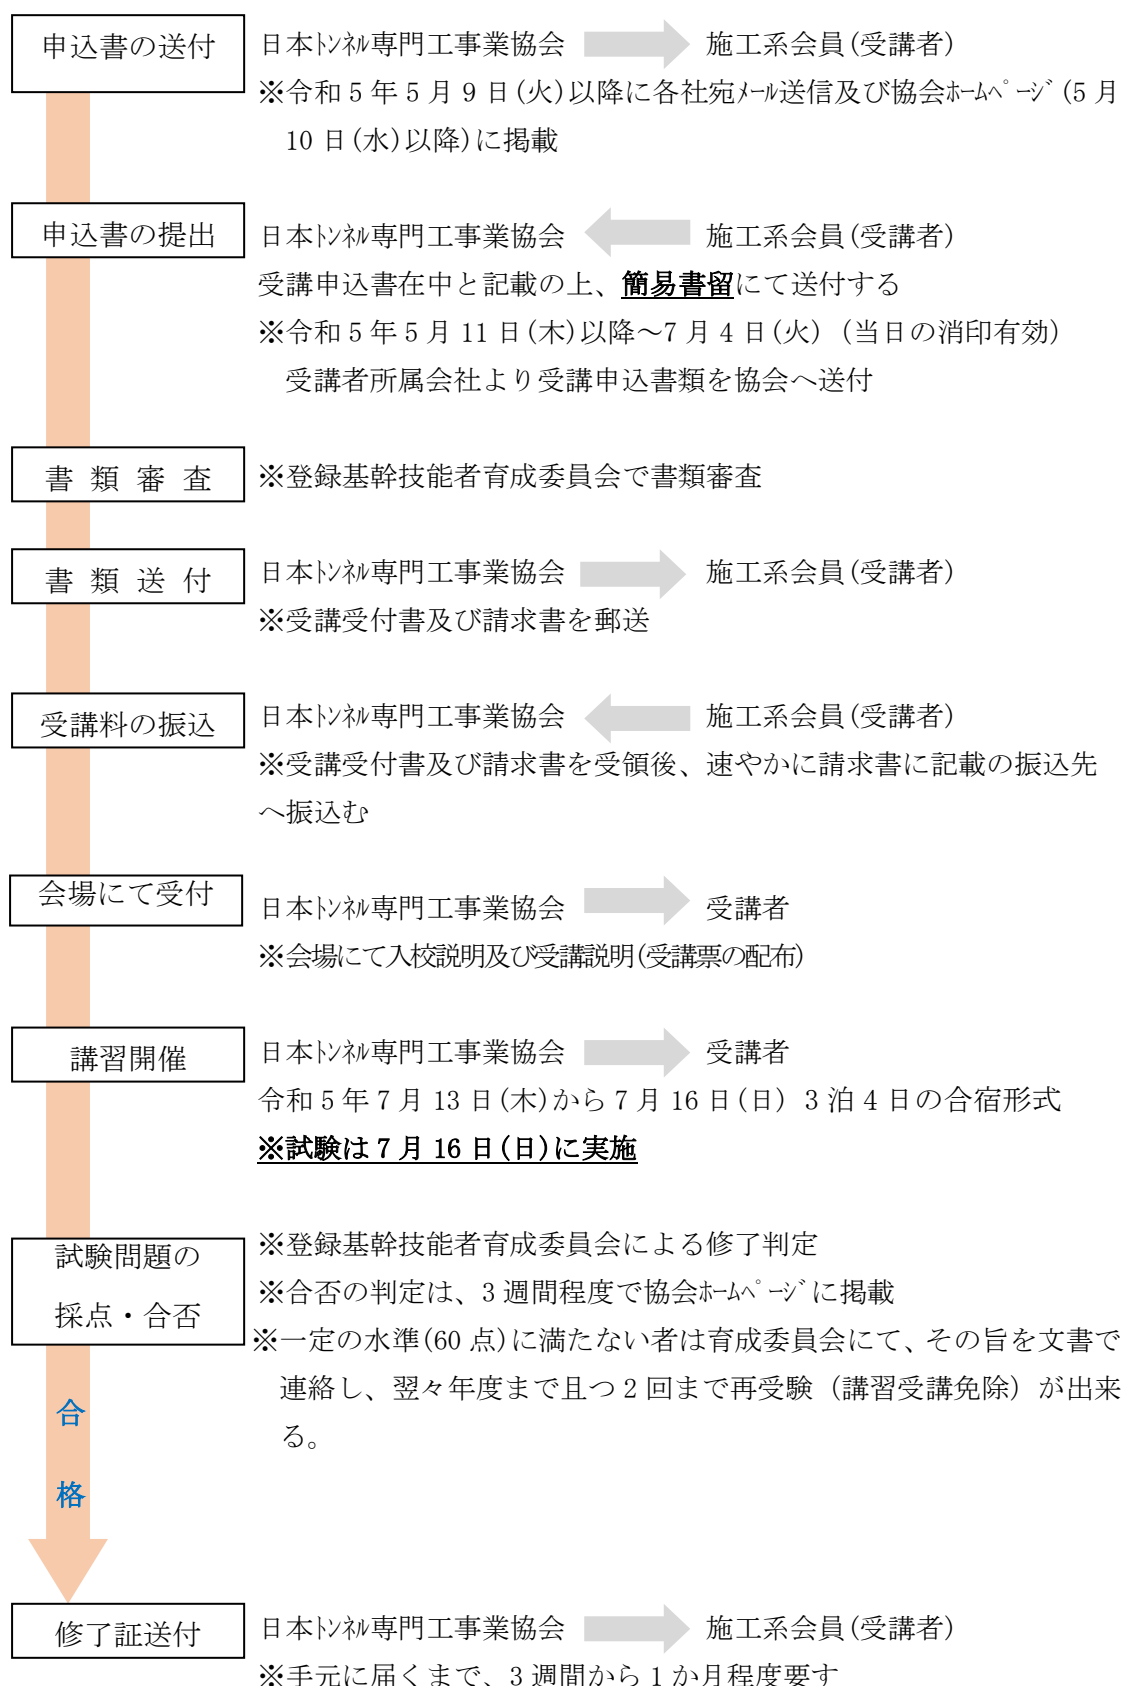 申込書の送付
日本ﾄﾝﾈﾙ専門工事業協会 施工系会員(受講者)
※令和5年5月9日(火)以降に各社宛ﾒｰﾙ送信及び協会ﾎｰﾑﾍﾟｰｼﾞ(5月
10日(水)以降)に掲載
申込書の提出
日本ﾄﾝﾈﾙ専門工事業協会 施工系会員(受講者)
受講申込書在中と記載の上、簡易書留にて送付する
※令和5年5月11日(木)以降～7月4日(火)(当日の消印有効)
受講者所属会社より受講申込書類を協会へ送付
書類審査
※登録基幹技能者育成委員会で書類審査
書類送付
日本ﾄﾝﾈﾙ専門工事業協会 施工系会員(受講者)
※受講受付書及び請求書を郵送
受講料の振込
日本ﾄﾝﾈﾙ専門工事業協会 施工系会員(受講者)
※受講受付書及び請求書を受領後、速やかに請求書に記載の振込先
へ振込む
会場にて受付
日本ﾄﾝﾈﾙ専門工事業協会 受講者
※会場にて入校説明及び受講説明(受講票の配布)
講習開催
日本ﾄﾝﾈﾙ専門工事業協会 受講者
令和5年7月13日(木)から7月16日(日) 3泊4日の合宿形式
※試験は7月16日(日)に実施
試験問題の
採点・合否
※登録基幹技能者育成委員会による修了判定
※合否の判定は、3週間程度で協会ﾎｰﾑﾍﾟｰｼﾞに掲載
※一定の水準(60点)に満たない者は育成委員会にて、その旨を文書で
連絡し、翌々年度まで且つ2回まで再受験（講習受講免除）が出来
る。
合
格
修了証送付
日本ﾄﾝﾈﾙ専門工事業協会 施工系会員(受講者)
※手元に届くまで、3週間から1か月程度要す